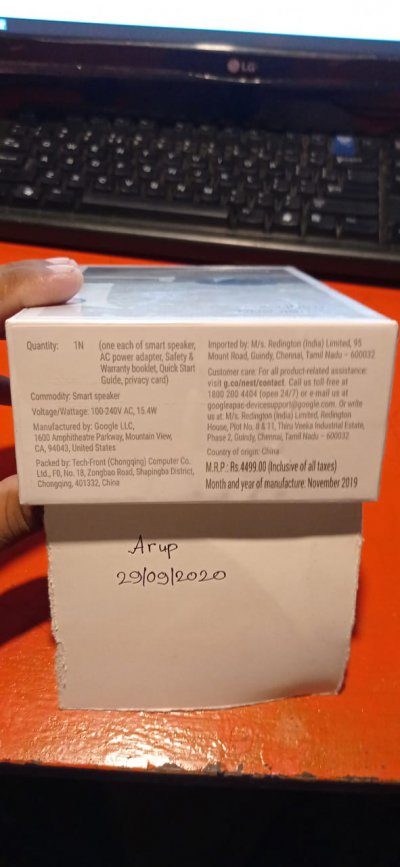 LG
Quantity: 1N (one each of smart speaker,
AC power adapter, Safety &
Warranty booklet, Quick Start
Guide, privacy card)
Commodity: Smart speaker
Voltage/Wattage: 100-240V AC, 15.4W
Manufactured by: Google LLC,
1600 Amphitheatre Parkway, Mountain View,
CA, 94043, United States
Packed by: Tech-Front (Chongqing) Computer Co.
Ltd., F0, No. 18, Zongbao Road, Shapingba District,
Chongqing, 401332, China
Imported by: M/s. Redington (India) Limited, 95
Mount Road, Guindy, Chennai, Tamil Nadu – 600032
Customer care: For all product-related assistance:
visit g.co/nest/contact. Call us toll-free at
1800 260 4404 (open 24/7) or e-mail us at
googleapac-devicesupport@google.com. Or write
us at: M/s. Redington (India) Limited, Redington
House, Plot No. 8 & 11, Thiru Veeka Industrial Estate,
Phase 2, Guindy, Chennai, Tamil Nadu – 600032
Country of origin: China
M.R.P.: Rs.4499.00 (Inclusive of all taxes)
Month and year of manufacture: November 2019
Arup
29/09/2020